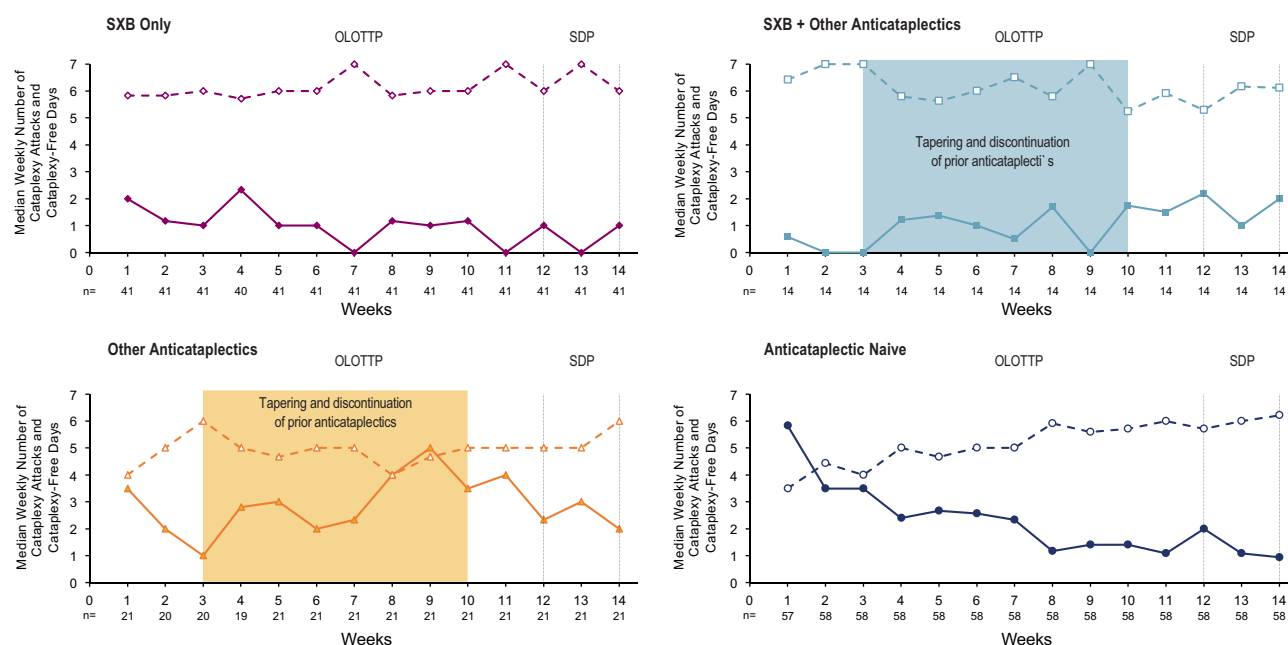 SXB Only
OLOTTP
SDP
Median Weekly Number of
Cataplexy Attacks and
Cataplexy-Free Days
7
6
5
4
3
2
1
0
0 1 2 3 4 5 6 7 8 9 10 11 12 13 14
n= 41 41 41 40 41 41 41 41 41 41 41 41 41 41
Weeks
SXB + Other Anticataplectics
OLOTTP
SDP
Median Weekly Number of
Cataplexy Attacks and
Cataplexy-Free Days
7
6
5
4
3
2
1
0
Tapering and discontinuation
of prior anticataplecti` s
0 1 2 3 4 5 6 7 8 9 10 11 12 13 14
n= 14 14 14 14 14 14 14 14 14 14 14 14 14 14
Weeks
Other Anticataplectics
OLOTTP
SDP
Median Weekly Number of
Cataplexy Attacks and
Cataplexy-Free Days
7
6
5
4
3
2
1
0
Tapering and discontinuation
of prior anticataplectics
0 1 2 3 4 5 6 7 8 9 10 11 12 13 14
n= 21 20 20 19 21 21 21 21 21 21 21 21 21 21
Weeks
Anticataplectic Naive
OLOTTP
SDP
Median Weekly Number of
Cataplexy Attacks and
Cataplexy-Free Days
7
6
5
4
3
2
1
0
0 1 2 3 4 5 6 7 8 9 10 11 12 13 14
n= 57 58 58 58 58 58 58 58 58 58 58 58 58 58
Weeks